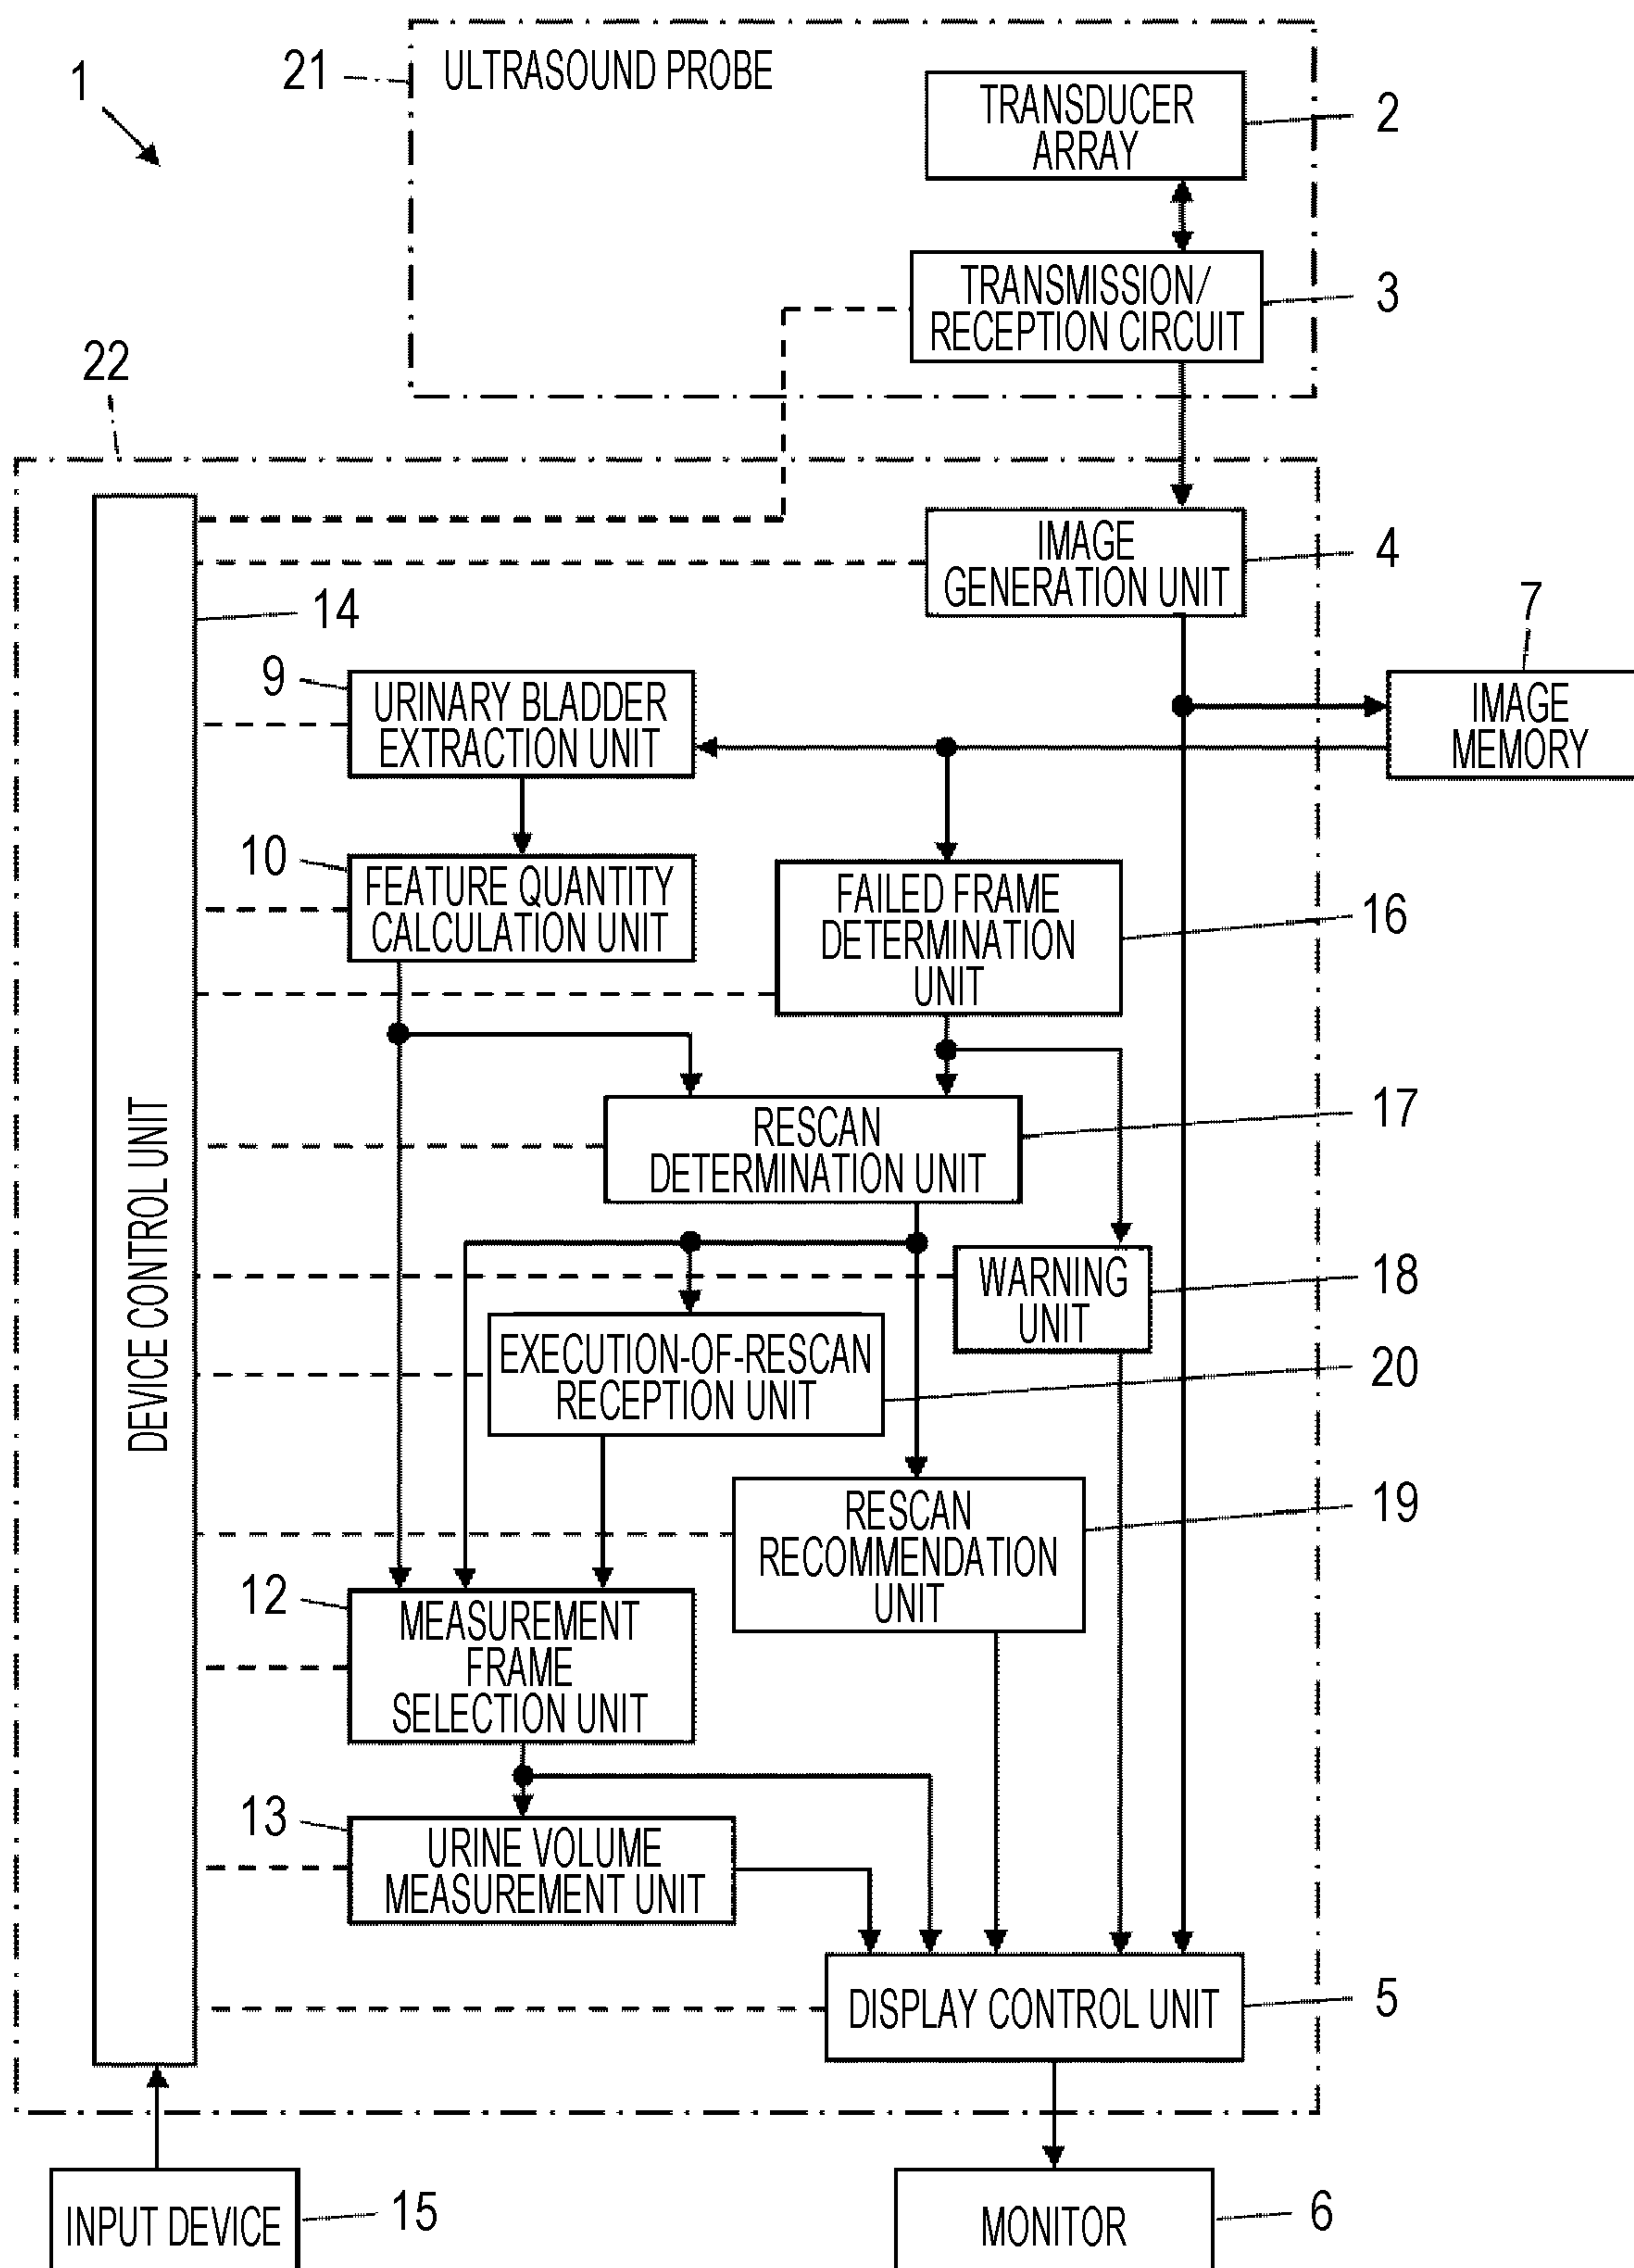 1
21
ULTRASOUND PROBE
TRANSDUCER
ARRAY
2
TRANSMISSION/
RECEPTION CIRCUIT
3
22
IMAGE
GENERATION UNIT
4
14
7
IMAGE
MEMORY
9
URINARY BLADDER
EXTRACTION UNIT
10
FEATURE QUANTITY
CALCULATION UNIT
FAILED FRAME
DETERMINATION
UNIT
16
RESCAN
DETERMINATION UNIT
17
DEVICE CONTROL UNIT
WARNING
UNIT
18
EXECUTION-OF-RESCAN
RECEPTION UNIT
20
RESCAN
RECOMMENDATION
UNIT
19
12
MEASUREMENT
FRAME
SELECTION UNIT
13
URINE VOLUME
MEASUREMENT UNIT
DISPLAY CONTROL UNIT
5
INPUT DEVICE
15
MONITOR
6